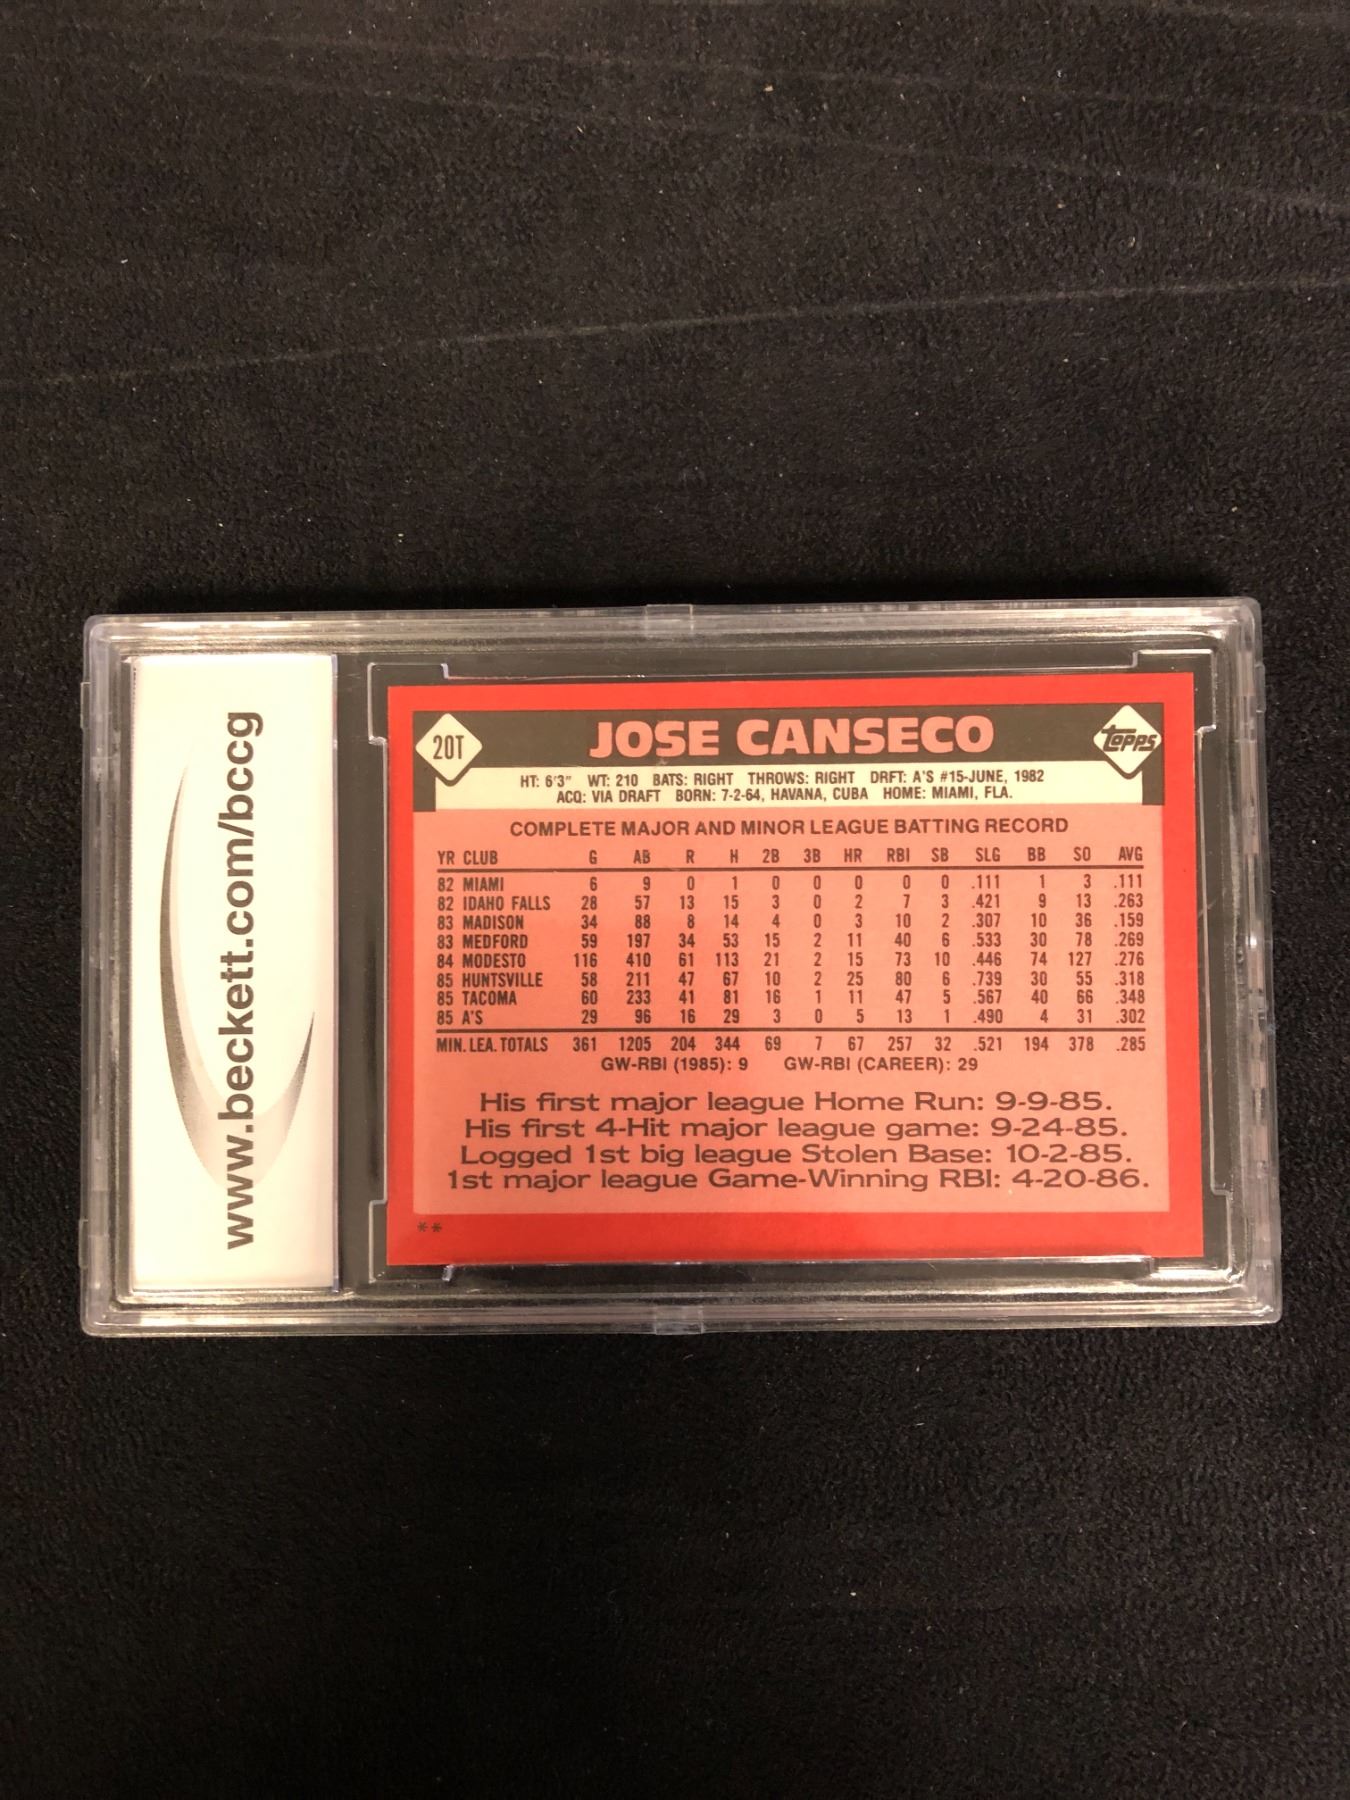 www.beckett.com/bccg
20T
JOSE CANSECO
topps
HT: 6'3" WT: 210 BATS: RIGHT THROWS: RIGHT DRFT: A'S #15-JUNE, 1982
ACQ: VIA DRAFT BORN: 7-2-64, HAVANA, CUBA HOME: MIAMI, FLA.
COMPLETE MAJOR AND MINOR LEAGUE BATTING RECORD
YR CLUB G AB R H 2B 3B HR RBI SB SLG BB SO AVG
82 MIAMI 6 9 0 1 0 0 0 0 0 .111 1 3 .111
82 IDAHO FALLS 28 57 13 15 3 0 2 7 3 .421 9 13 .263
83 MADISON 34 88 8 14 4 0 3 10 2 .307 10 36 .159
83 MEDFORD 59 197 34 53 15 2 11 40 6 .533 30 78 .269
84 MODESTO 116 410 61 113 21 2 15 73 10 .446 74 127 .276
85 HUNTSVILLE 58 211 47 67 10 2 25 80 6 .739 30 55 .318
85 TACOMA 60 233 41 81 16 1 11 47 5 .567 40 66 .348
85 A'S 29 96 16 29 3 0 5 13 1 .490 4 31 .302
MIN. LEA. TOTALS 361 1205 204 344 69 7 67 257 32 .521 194 378 .285
GW-RBI (1985): 9 GW-RBI (CAREER): 29
His first major league Home Run: 9-9-85.
His first 4-Hit major league game: 9-24-85.
Logged 1st big league Stolen Base: 10-2-85.
1st major league Game-Winning RBI: 4-20-86.
**